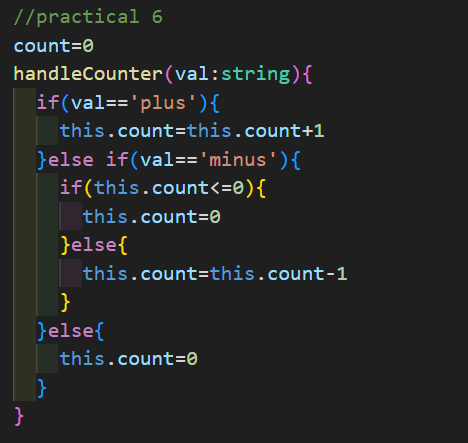 //practical 6
count=0
handleCounter(val:string){
  if(val=='plus'){
    this.count=this.count+1
  }else if(val=='minus'){
    if(this.count<=0){
      this.count=0
    }else{
      this.count=this.count-1
    }
  }else{
    this.count=0
  }
}